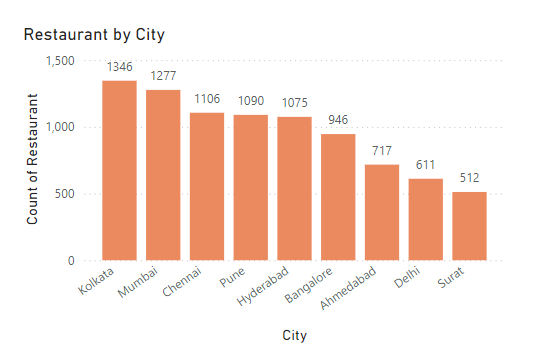 Restaurant by City
Count of Restaurant
1,500
1,000
500
0
1346
1277
1106
1090
1075
946
717
611
512
Kolkata
Mumbai
Chennai
Pune
Hyderabad
Bangalore
Ahmedabad
Delhi
Surat
City